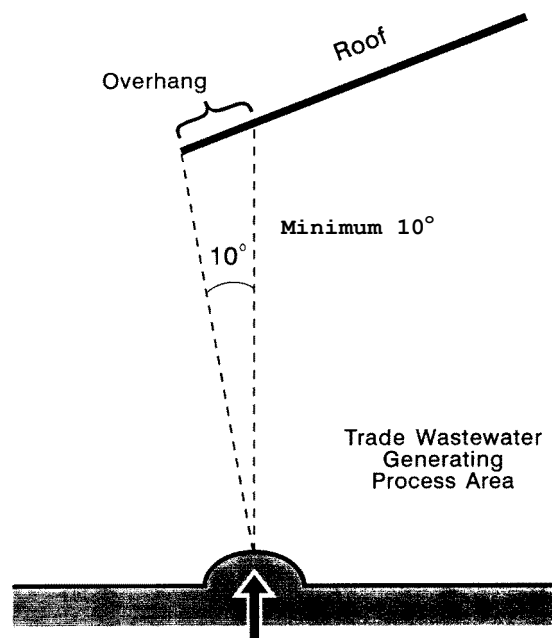 Roof
Overhang
Minimum 10°
10°
Trade Wastewater
Generating
Process Area